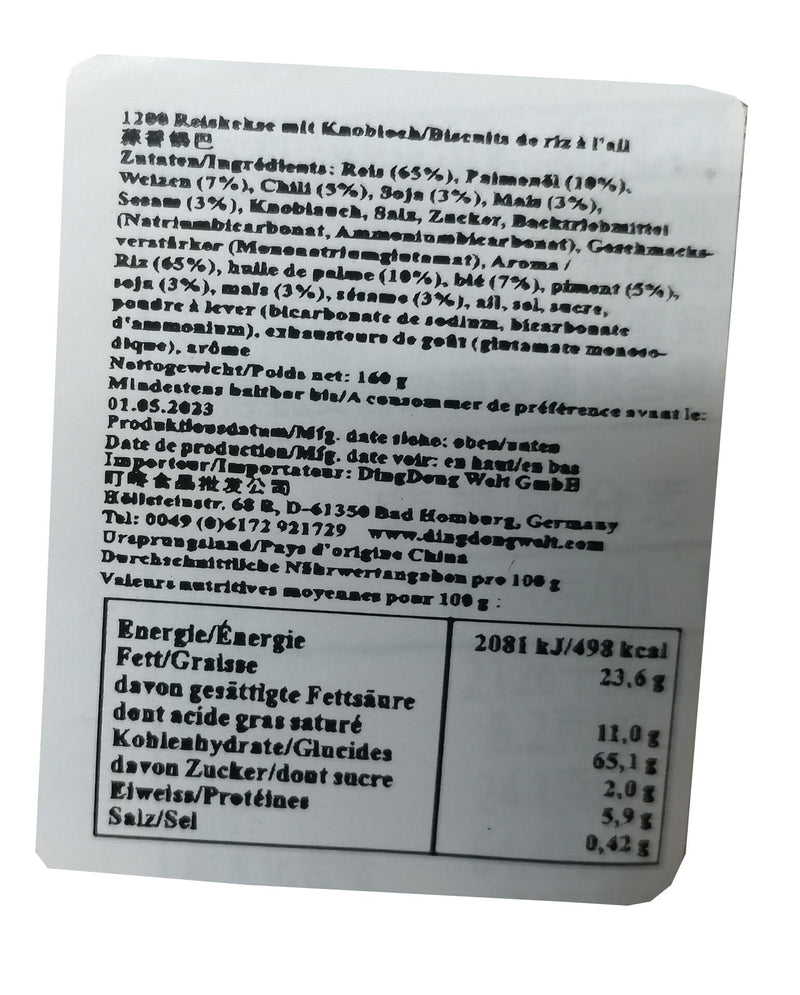 1200 Reiskekse mit Knobloch/Biscuits de riz à l'ail
蒜香锅巴
Zutaten/Ingrédients: Reis (65%), Palmenöl (10%),
Weizen (7%), Chili (5%), Soja (3%), Mais (3%),
Sesam (3%), Knoblauch, Salz, Zucker, Backtriebmittel
(Natriumbicarbonat, Ammoniumbicarbonat), Geschmacks-
verstärker (Mononatriumglutamat), Aroma /
Riz (65%), huile de palme (10%), blé (7%), piment (5%),
soja (3%), maïs (3%), sésame (3%), ail, sel, sucre,
poudre à lever (bicarbonate de sodium, bicarbonate
d'ammonium), exhausteurs de goût (glutamate monoso-
dique), arôme
Nettogewicht/Poids net: 160 g
Mindestens haltbar bis/A consommer de préférence avant le:
01.05.2023
Produktionsdatum/Mfg. date siehe: oben/unten
Date de production/Mfg. date voir: en haut/en bas
Importeur/Importateur: DingDong Welt GmbH
叮咚食品批发公司
Höllsteinstr. 68 B, D-61350 Bad Homburg, Germany
Tel: 0049 (0)6172 921729 www.dingdongwelt.com
Ursprungsland/Pays d'origine China
Durchschnittliche Nährwertangaben pro 100 g
Valeurs nutritives moyennes pour 100 g :
Energie/Énergie 2081 kJ/498 kcal
Fett/Graisse 23,6 g
davon gesättigte Fettsäure
dont acide gras saturé 11,0 g
Kohlenhydrate/Glucides 65,1 g
davon Zucker/dont sucre 2,0 g
Eiweiss/Protéines 5,9 g
Salz/Sel 0,42 g